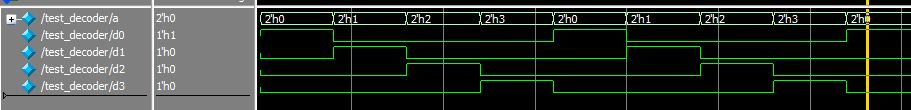 /test_decoder/a 2'h0 2'h0 2'h1 2'h2 2'h3 2'h0 2'h1 2'h2 2'h3 2'h0
/test_decoder/d0 1'h1
/test_decoder/d1 1'h0
/test_decoder/d2 1'h0
/test_decoder/d3 1'h0